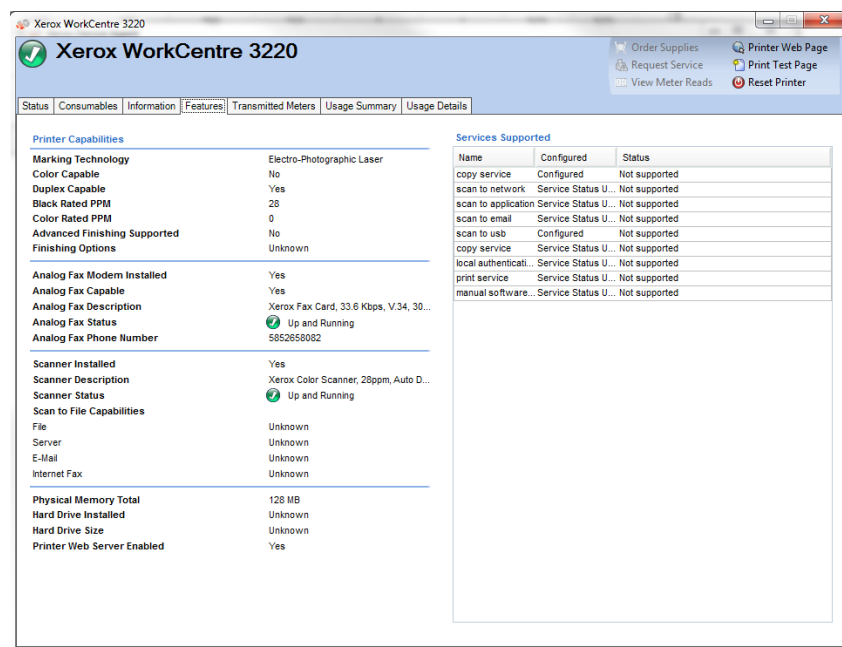 Xerox WorkCentre 3220
Xerox WorkCentre 3220
Order Supplies
Request Service
View Meter Reads
Printer Web Page
Print Test Page
Reset Printer
Status Consumables Information Features Transmitted Meters Usage Summary Usage Details
Printer Capabilities
Marking Technology Electro-Photographic Laser
Color Capable No
Duplex Capable Yes
Black Rated PPM 28
Color Rated PPM 0
Advanced Finishing Supported No
Finishing Options Unknown
Analog Fax Modem Installed Yes
Analog Fax Capable Yes
Analog Fax Description Xerox Fax Card, 33.6 Kbps, V.34, 30...
Analog Fax Status Up and Running
Analog Fax Phone Number 5852658082
Scanner Installed Yes
Scanner Description Xerox Color Scanner, 28ppm, Auto D...
Scanner Status Up and Running
Scan to File Capabilities
File Unknown
Server Unknown
E-Mail Unknown
Internet Fax Unknown
Physical Memory Total 128 MB
Hard Drive Installed Unknown
Hard Drive Size Unknown
Printer Web Server Enabled Yes
Services Supported
Name Configured Status
copy service Configured Not supported
scan to network Service Status U... Not supported
scan to application Service Status U... Not supported
scan to email Service Status U... Not supported
scan to usb Configured Not supported
copy service Service Status U... Not supported
local authenticati... Service Status U... Not supported
print service Service Status U... Not supported
manual software... Service Status U... Not supported